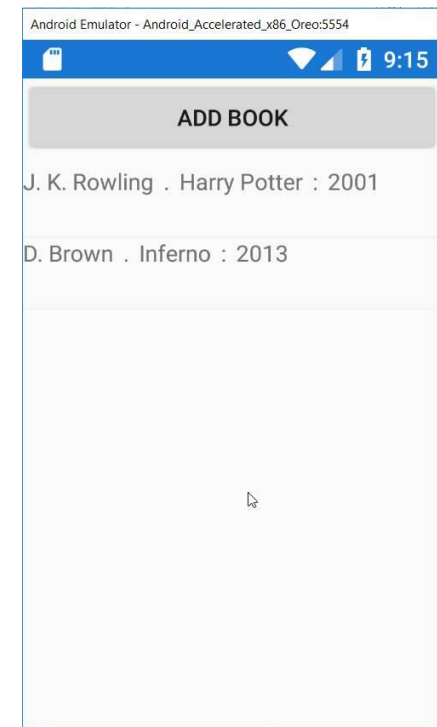 Android Emulator - Android_Accelerated_x86_Oreo:5554
9:15
ADD BOOK
J. K. Rowling . Harry Potter : 2001
D. Brown . Inferno : 2013